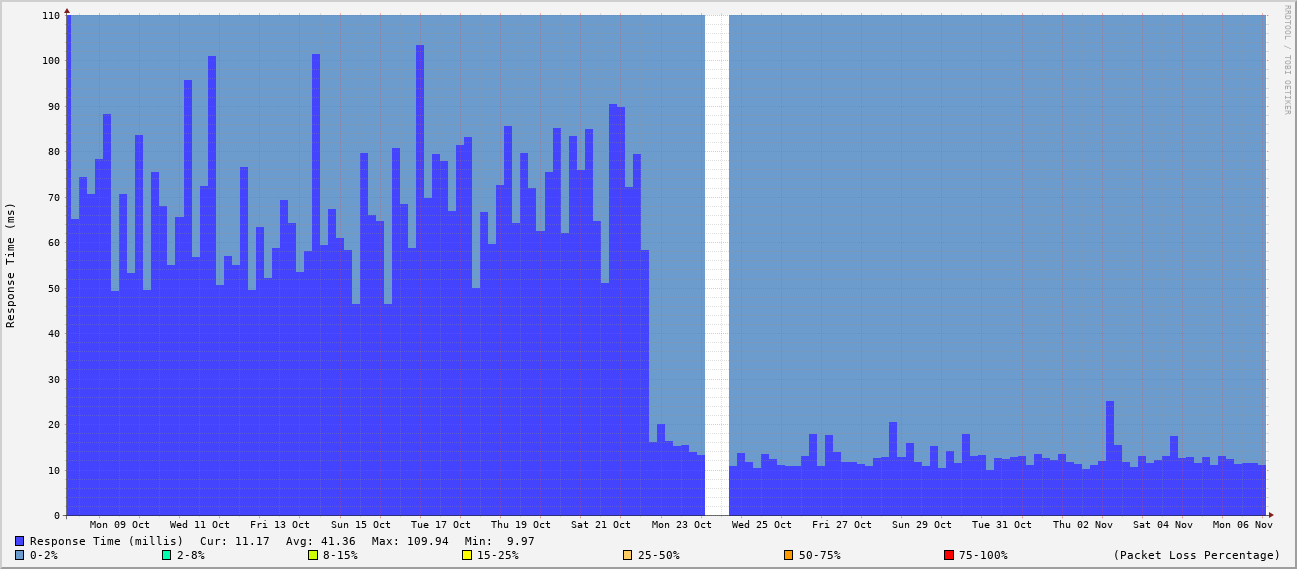 RRDTOOL / TOBI OETIKER
Response Time (ms)
110
100
90
80
70
60
50
40
30
20
10
0
Mon 09 Oct Wed 11 Oct Fri 13 Oct Sun 15 Oct Tue 17 Oct Thu 19 Oct Sat 21 Oct Mon 23 Oct Wed 25 Oct Fri 27 Oct Sun 29 Oct Tue 31 Oct Thu 02 Nov Sat 04 Nov Mon 06 Nov
Response Time (millis) Cur: 11.17 Avg: 41.36 Max: 109.94 Min: 9.97
0-2% 2-8% 8-15% 15-25% 25-50% 50-75% 75-100% (Packet Loss Percentage)